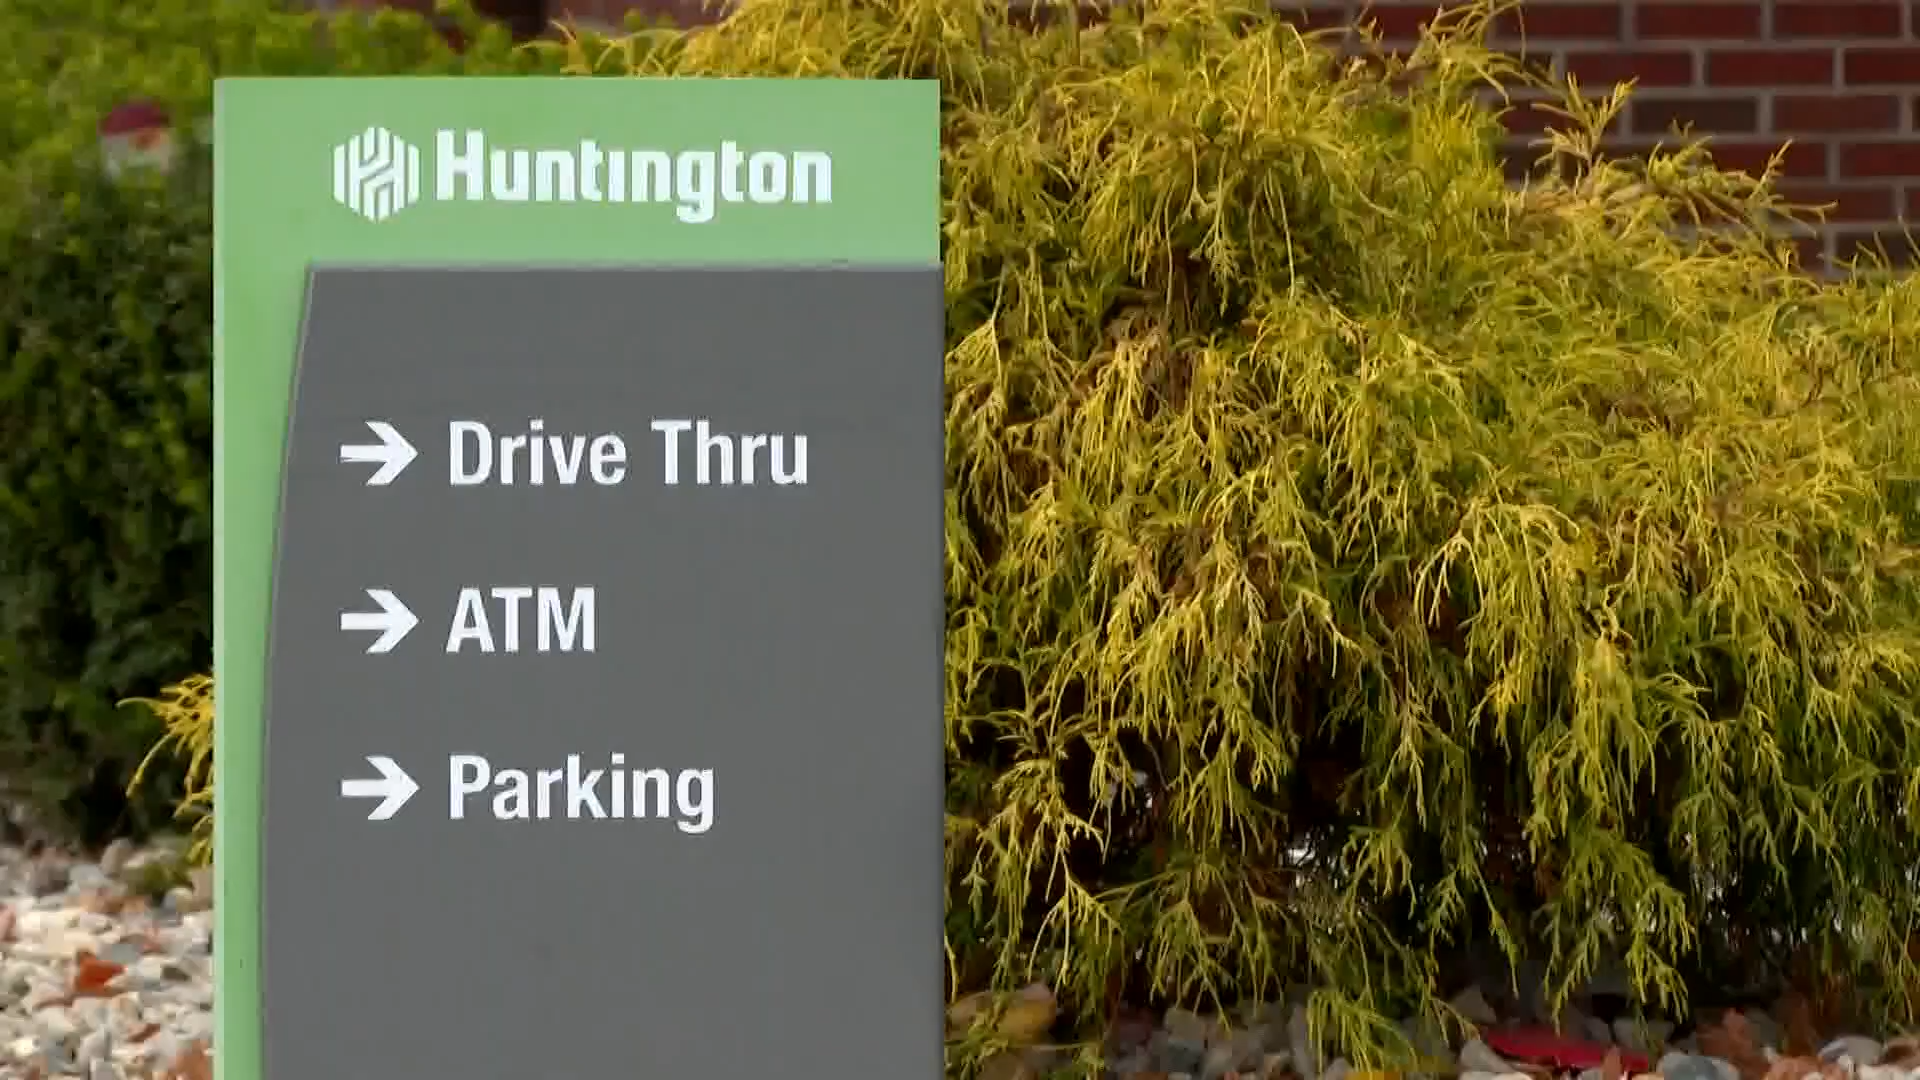 Huntington
→ Drive Thru
→ ATM
→ Parking